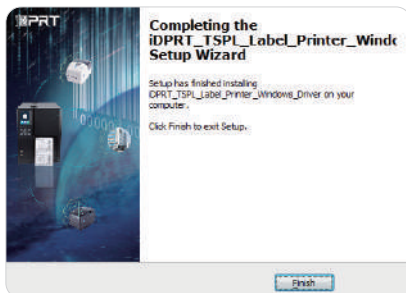 iDPRT
Completing the
iDPRT_TSPL_Label_Printer_Windo
Setup Wizard
Setup has finished installing
iDPRT_TSPL_Label_Printer_Windows_Driver on your
computer.
Click Finish to exit Setup.
Finish